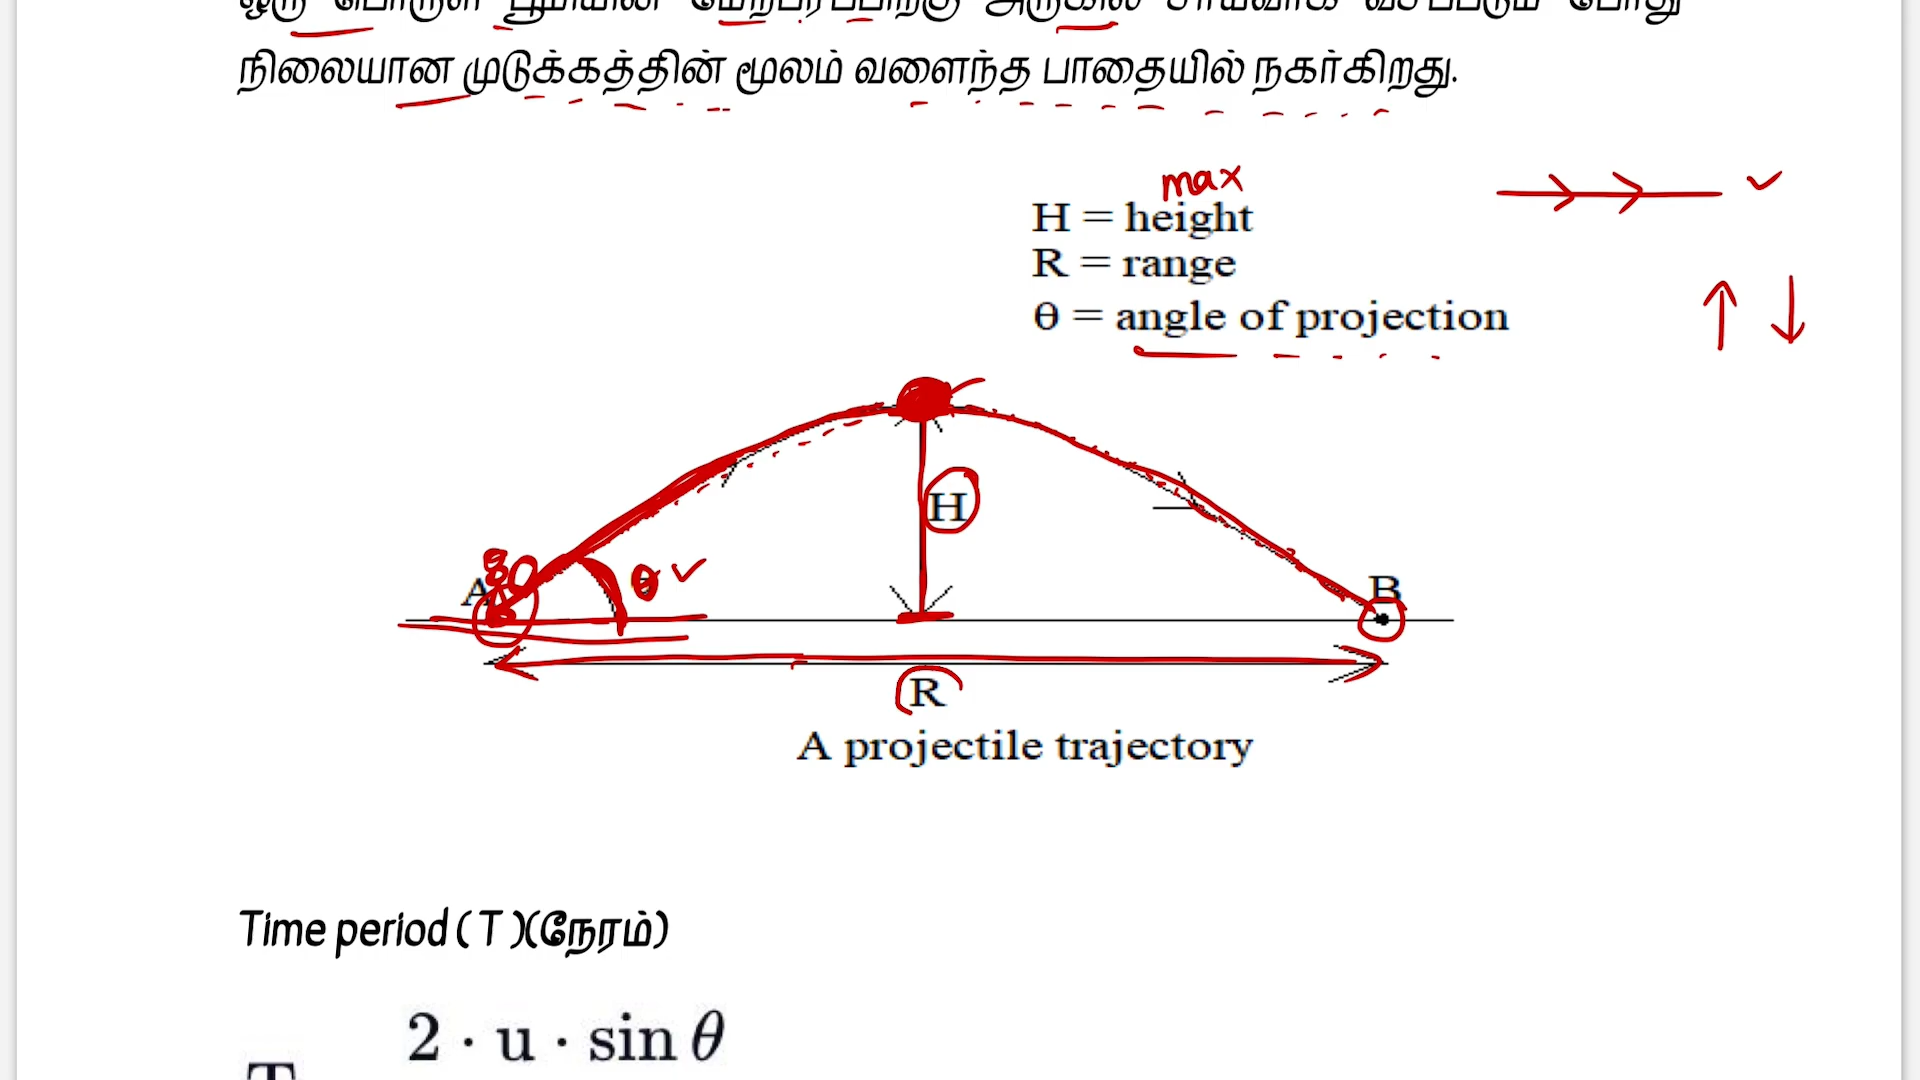 நிலையான முடுக்கத்தின் மூலம் வளைந்த பாதையில் நகர்கிறது.
max
H = height
R = range
θ = angle of projection
H
θ
A
B
R
A projectile trajectory
Time period ( T )(நேரம்)
2 · u · sin θ